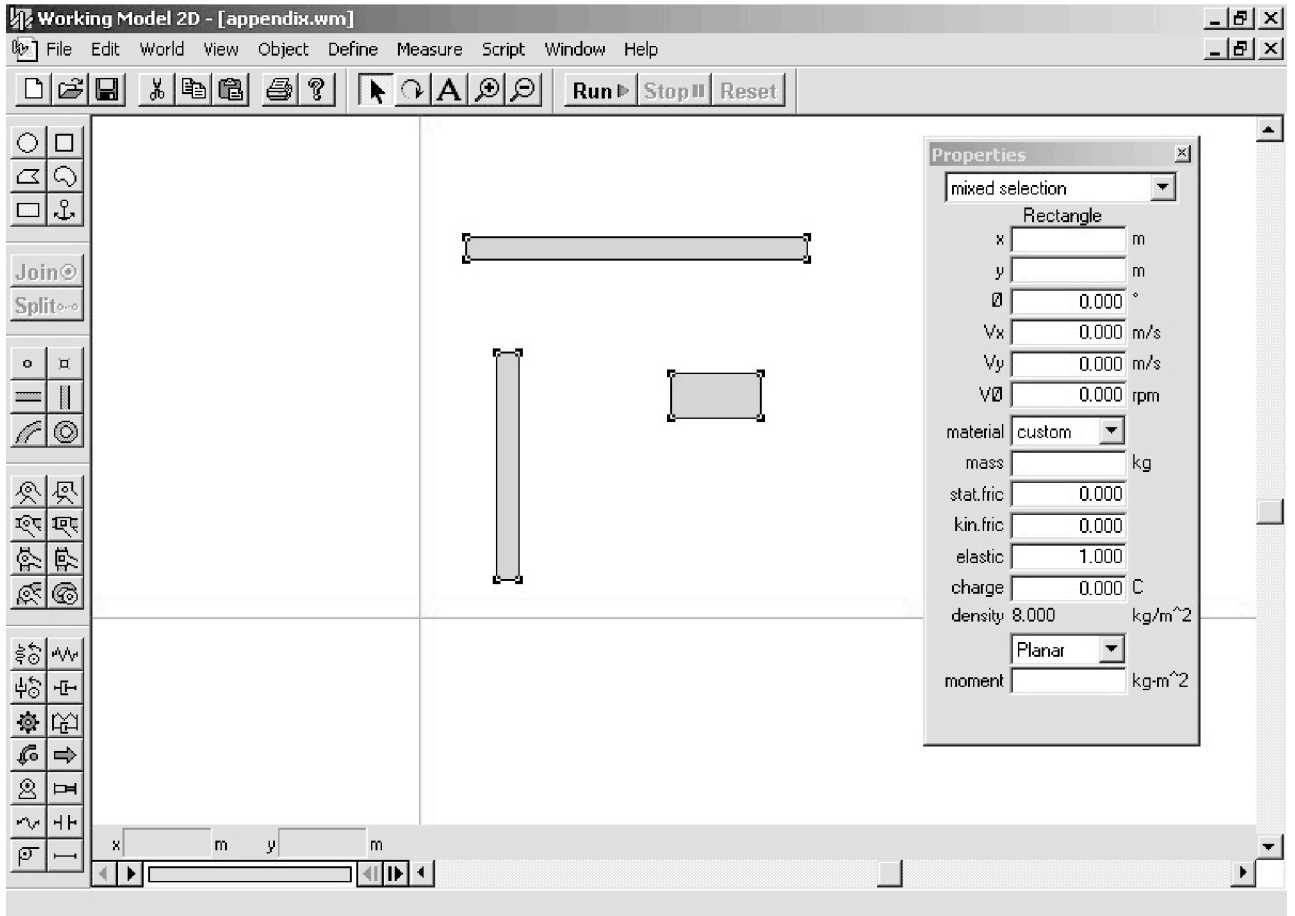 Working Model 2D - [appendix.wm]
File Edit World View Object Define Measure Script Window Help
A Run Stop Reset
Properties
mixed selection
Rectangle
x m
y m
Ø 0.000 °
Vx 0.000 m/s
Vy 0.000 m/s
VØ 0.000 rpm
material custom
mass kg
stat.fric 0.000
kin.fric 0.000
elastic 1.000
charge 0.000 C
density 8.000 kg/m^2
Planar
moment kg-m^2
Join
Split
x m y m